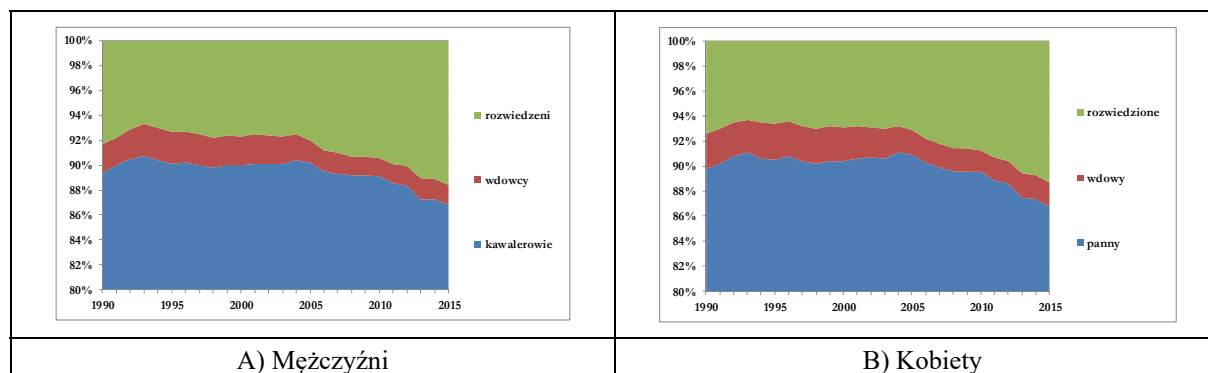 100%
98%
96%
94%
92%
90%
88%
86%
84%
82%
80%
1990 1995 2000 2005 2010 2015
rozwiedzeni
wdowcy
kawalerowie
A) Mężczyźni
100%
98%
96%
94%
92%
90%
88%
86%
84%
82%
80%
1990 1995 2000 2005 2010 2015
rozwiedzione
wdowy
panny
B) Kobiety